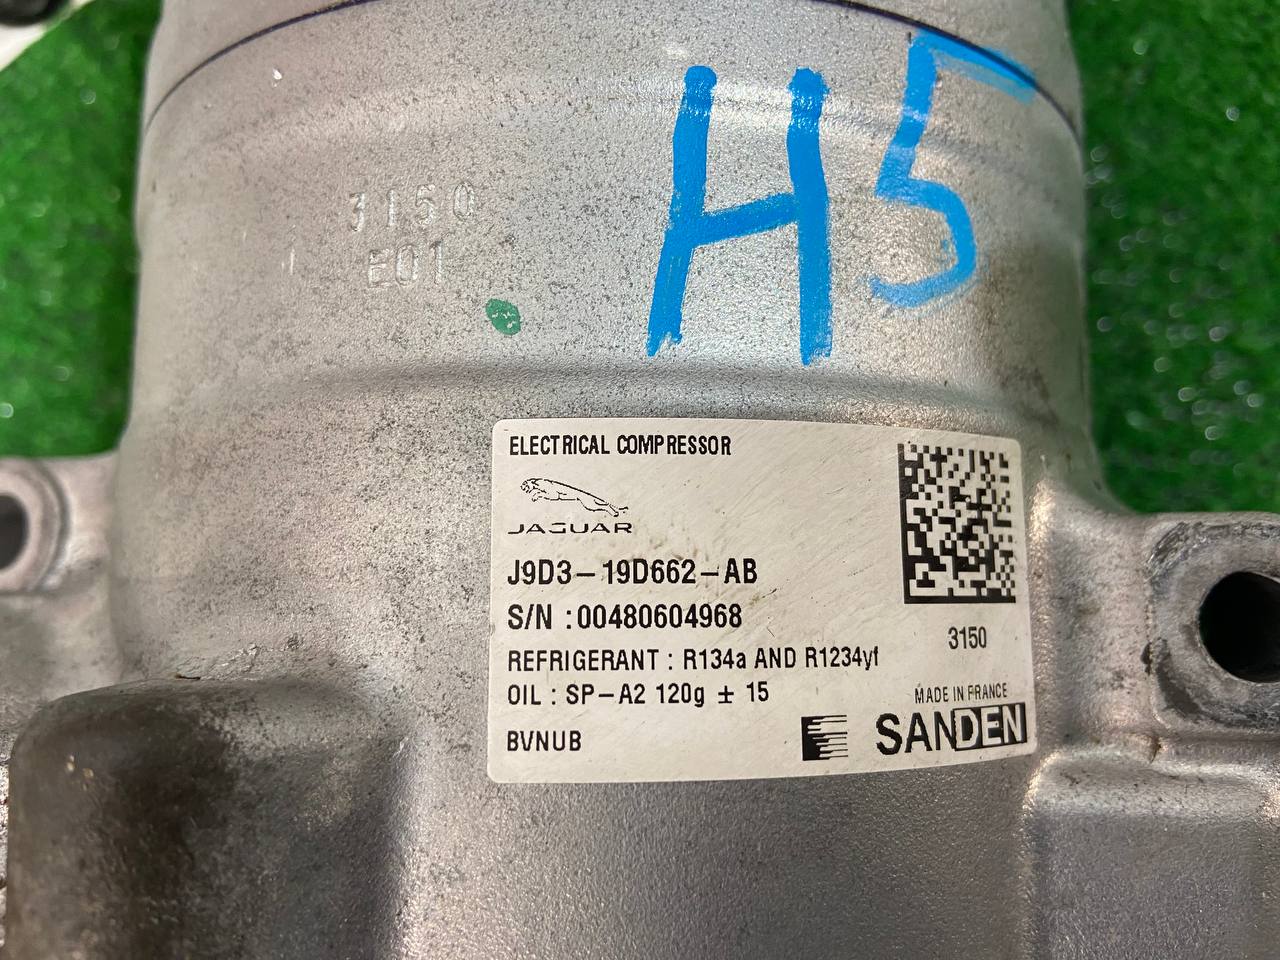 H5
3150
E01
ELECTRICAL COMPRESSOR
JAGUAR
J9D3-19D662-AB
S/N :00480604968
REFRIGERANT : R134a AND R1234yf
OIL : SP-A2 120g ± 15
BVNUB
3150
MADE IN FRANCE
SANDEN